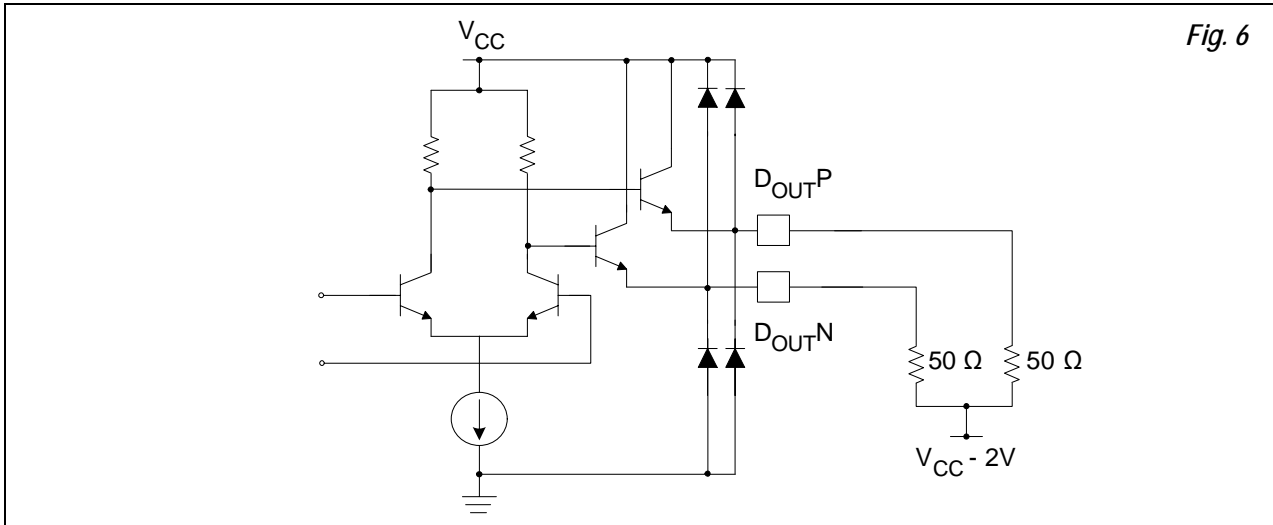 Fig. 6
VCC
DOUTP
DOUTN
50 Ω
50 Ω
VCC - 2V